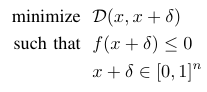 minimize 𝒟(x, x + δ)
such that f(x + δ) ≤ 0
x + δ ∈ [0, 1]ⁿ